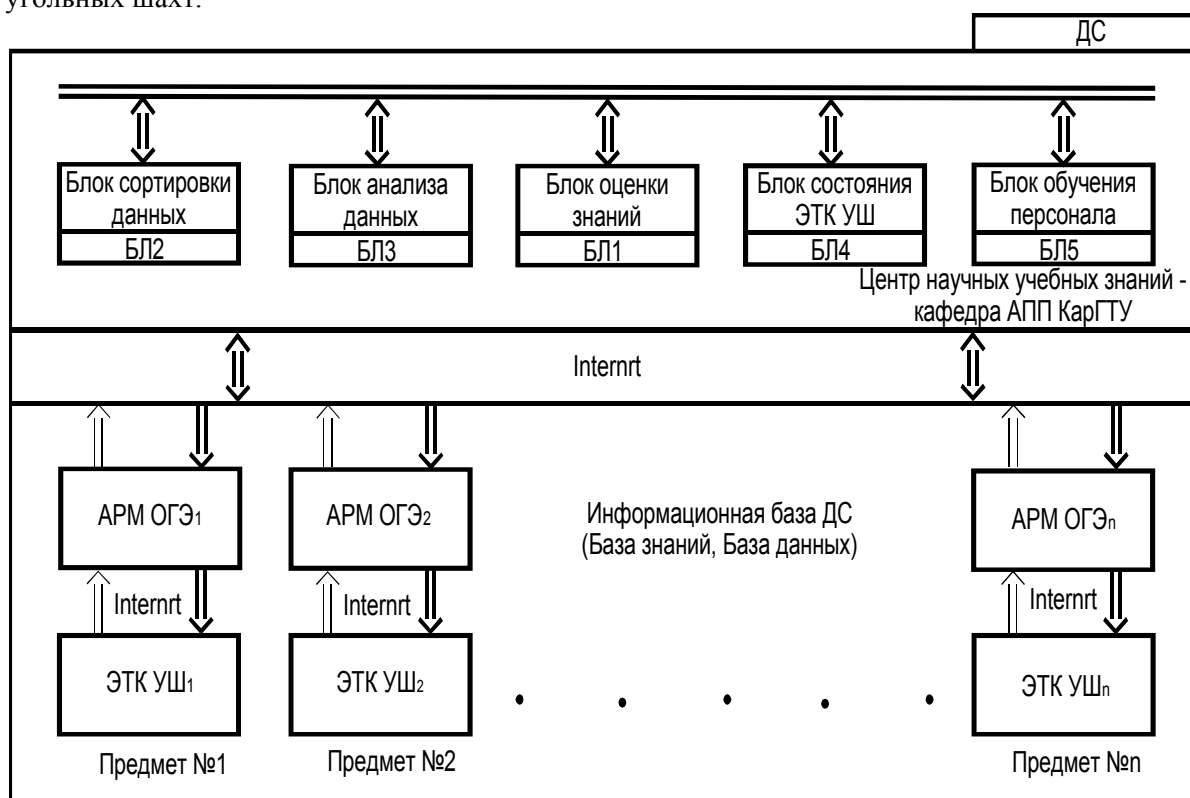 угольных шахт.
ДС
Блок сортировки
данных
БЛ2
Блок анализа
данных
БЛ3
Блок оценки
знаний
БЛ1
Блок состояния
ЭТК УШ
БЛ4
Блок обучения
персонала
БЛ5
Центр научных учебных знаний -
кафедра АПП КарГТУ
Internrt
АРМ ОГЭ1
АРМ ОГЭ2
Информационная база ДС
(База знаний, База данных)
АРМ ОГЭn
Internrt
Internrt
Internrt
ЭТК УШ1
ЭТК УШ2
. . . . .
ЭТК УШn
Предмет №1
Предмет №2
Предмет №n